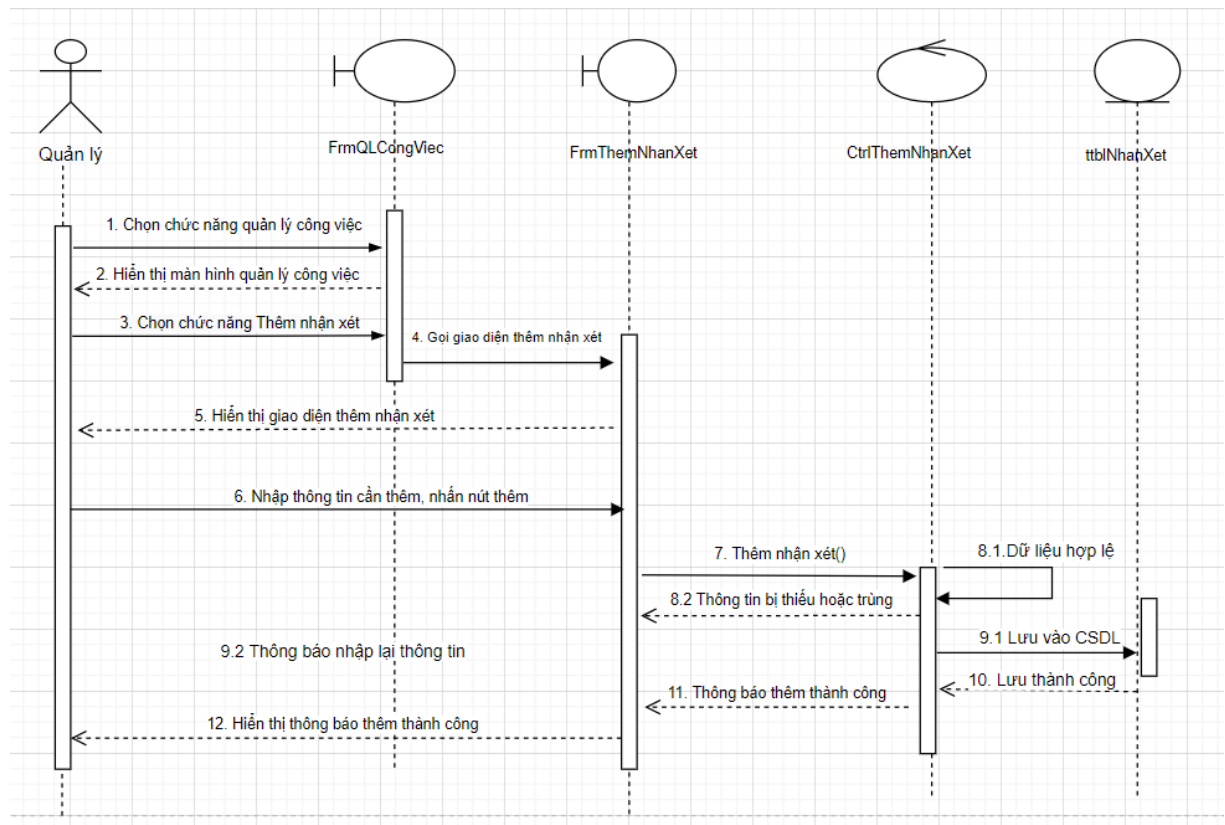 Quản lý
FrmQLCongViec
FrmThemNhanXet
CtrlThemNhanXet
ttblNhanXet
1. Chọn chức năng quản lý công việc
2. Hiển thị màn hình quản lý công việc
3. Chọn chức năng Thêm nhận xét
4. Gọi giao diện thêm nhận xét
5. Hiển thị giao diện thêm nhận xét
6. Nhập thông tin cần thêm, nhấn nút thêm
7. Thêm nhận xét()
8.1.Dữ liệu hợp lệ
8.2 Thông tin bị thiếu hoặc trùng
9.1 Lưu vào CSDL
9.2 Thông báo nhập lại thông tin
10. Lưu thành công
11. Thông báo thêm thành công
12. Hiển thị thông báo thêm thành công